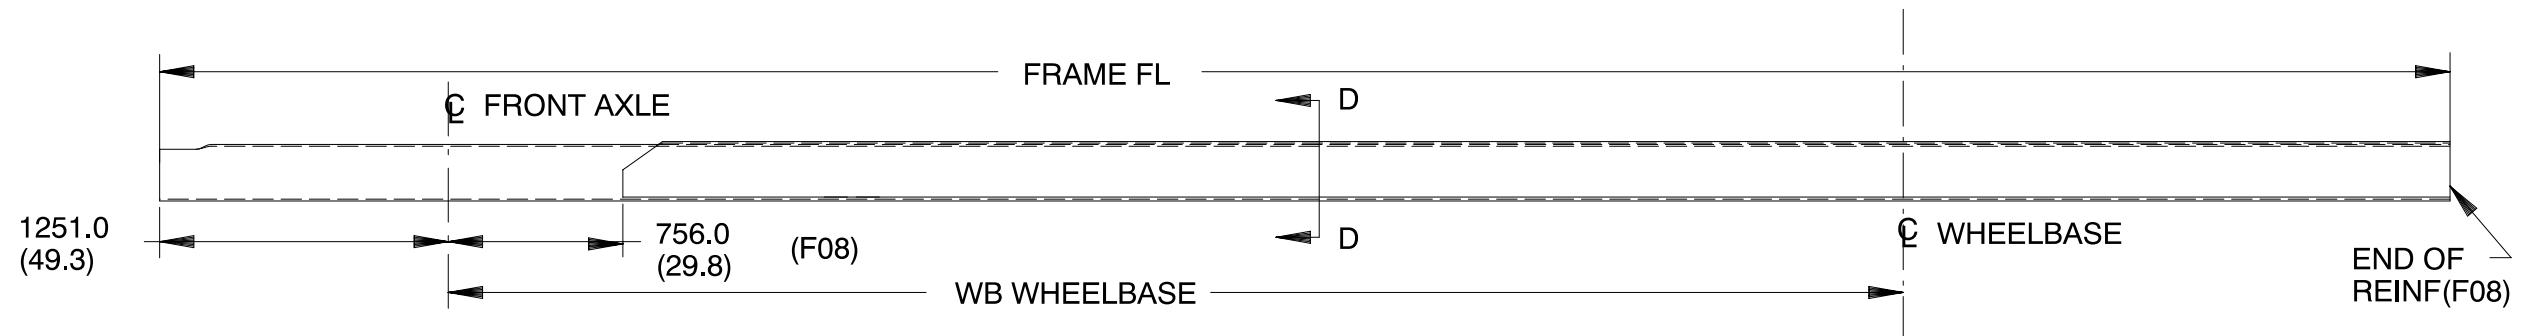 FRAME FL
℄ FRONT AXLE
D
1251.0
(49.3)
756.0
(29.8)
(F08)
D
℄ WHEELBASE
END OF
REINF(F08)
WB WHEELBASE